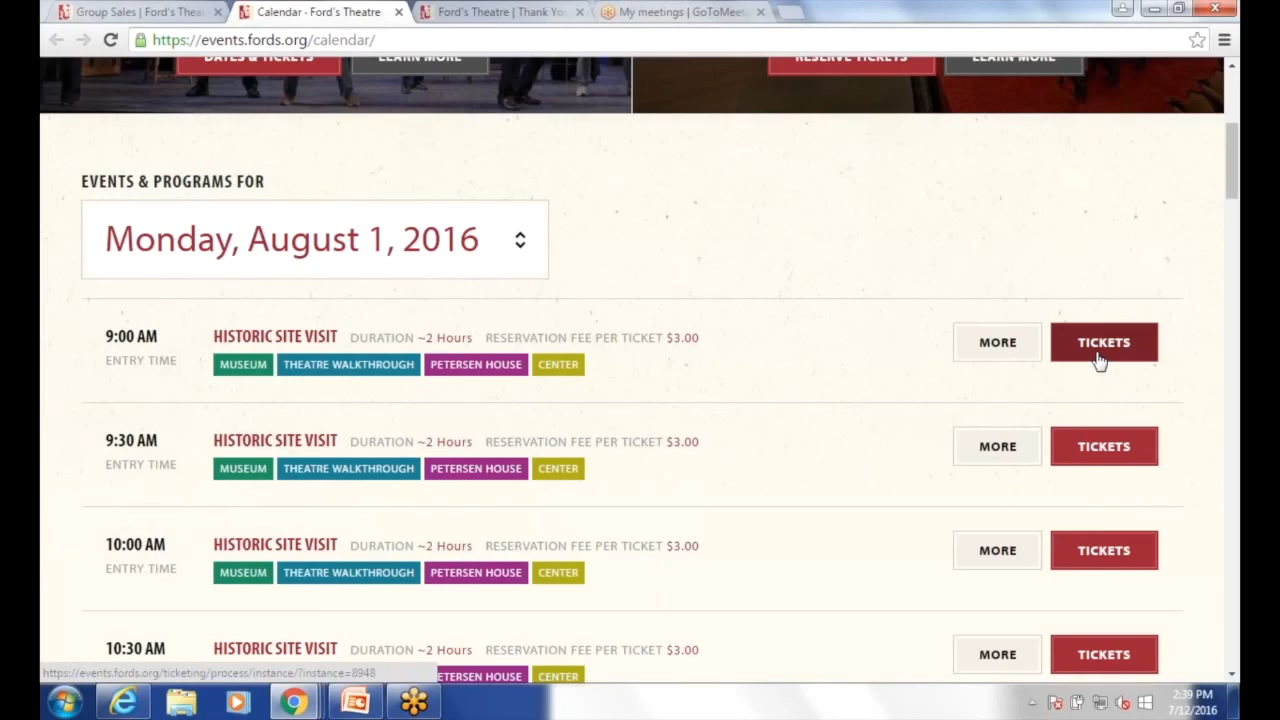 Group Sales | Ford's Theatre
Calendar · Ford's Theatre
Ford's Theatre | Thank Yo
My meetings | GoToMeet
https://events.fords.org/calendar/
DATES & TICKETS
LEARN MORE
RESERVE TICKETS
LEARN MORE
EVENTS & PROGRAMS FOR
Monday, August 1, 2016
9:00 AM HISTORIC SITE VISIT DURATION ~2 Hours RESERVATION FEE PER TICKET $3.00 MORE TICKETS
ENTRY TIME MUSEUM THEATRE WALKTHROUGH PETERSEN HOUSE CENTER
9:30 AM HISTORIC SITE VISIT DURATION ~2 Hours RESERVATION FEE PER TICKET $3.00 MORE TICKETS
ENTRY TIME MUSEUM THEATRE WALKTHROUGH PETERSEN HOUSE CENTER
10:00 AM HISTORIC SITE VISIT DURATION ~2 Hours RESERVATION FEE PER TICKET $3.00 MORE TICKETS
ENTRY TIME MUSEUM THEATRE WALKTHROUGH PETERSEN HOUSE CENTER
10:30 AM HISTORIC SITE VISIT DURATION ~2 Hours RESERVATION FEE PER TICKET $3.00 MORE TICKETS
https://events.fords.org/ticketing/process/instance/?instance=8948
ETERSEN HOUSE CENTER
2:39 PM
7/12/2016